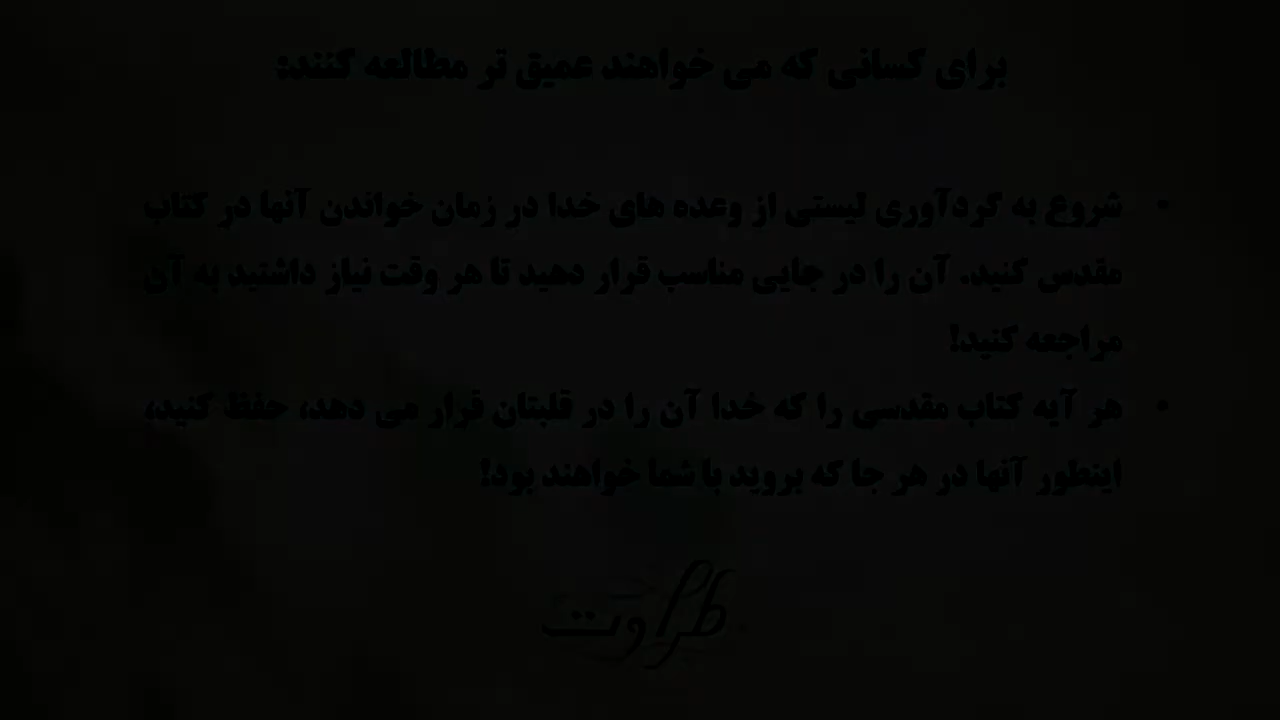 برای کسانی که می خواهند عمیق تر مطالعه کنند:
• شروع به گردآوری لیستی از وعده های خدا در زمان خواندن آنها در کتاب
مقدس کنید. آن را در جایی مناسب قرار دهید تا هر وقت نیاز داشتید به آن
مراجعه کنید!
• هر آیه کتاب مقدسی را که خدا آن را در قلبتان قرار می دهد، حفظ کنید،
اینطور آنها در هر جا که بروید با شما خواهند بود!
طراوت